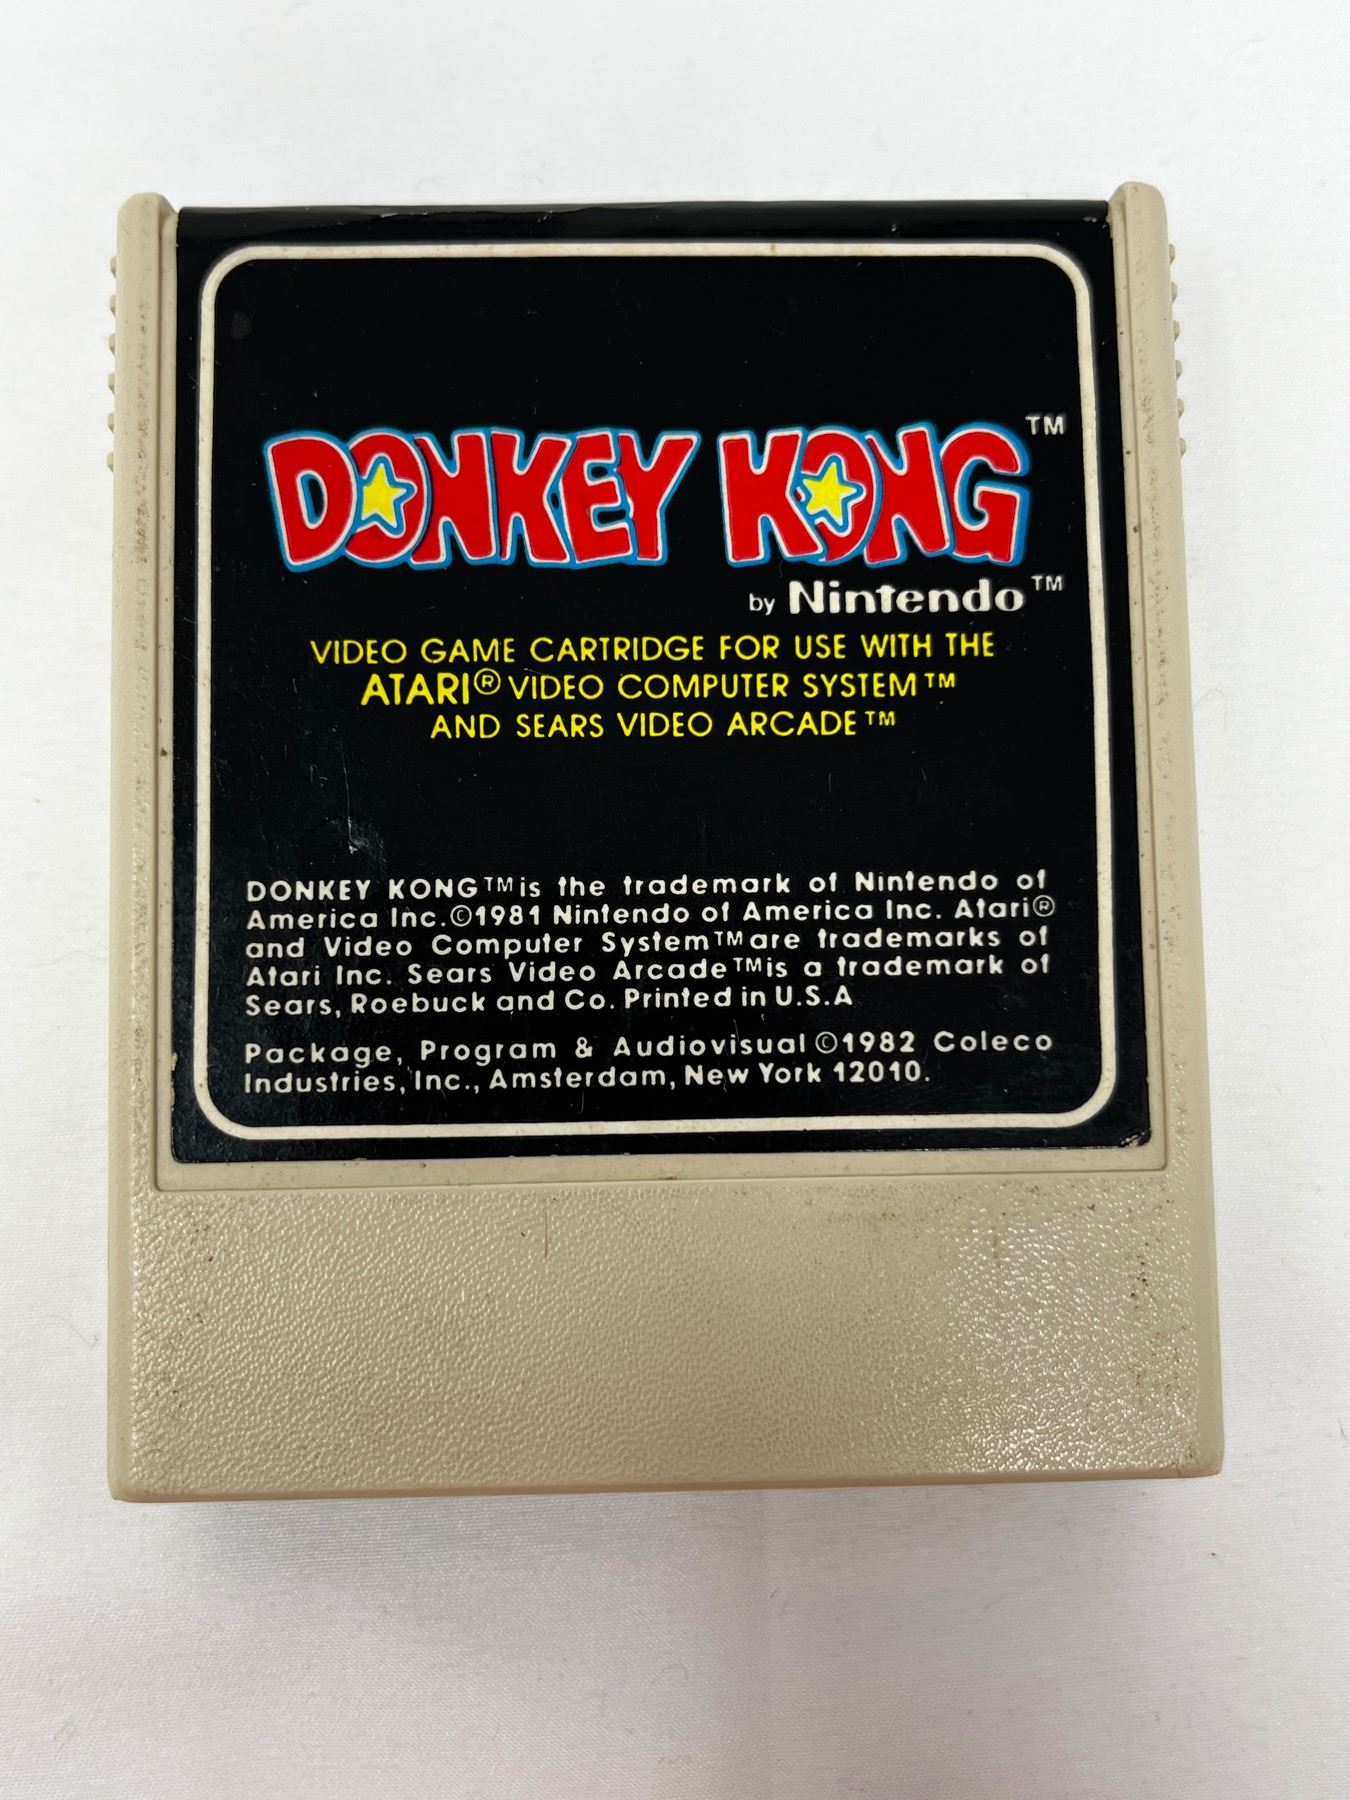 DONKEY KONG™
by Nintendo™
VIDEO GAME CARTRIDGE FOR USE WITH THE
ATARI® VIDEO COMPUTER SYSTEM™
AND SEARS VIDEO ARCADE™
DONKEY KONG™ is the trademark of Nintendo of
America Inc. ©1981 Nintendo of America Inc. Atari®
and Video Computer System™ are trademarks of
Atari Inc. Sears Video Arcade™ is a trademark of
Sears, Roebuck and Co. Printed in U.S.A
Package, Program & Audiovisual ©1982 Coleco
Industries, Inc., Amsterdam, New York 12010.